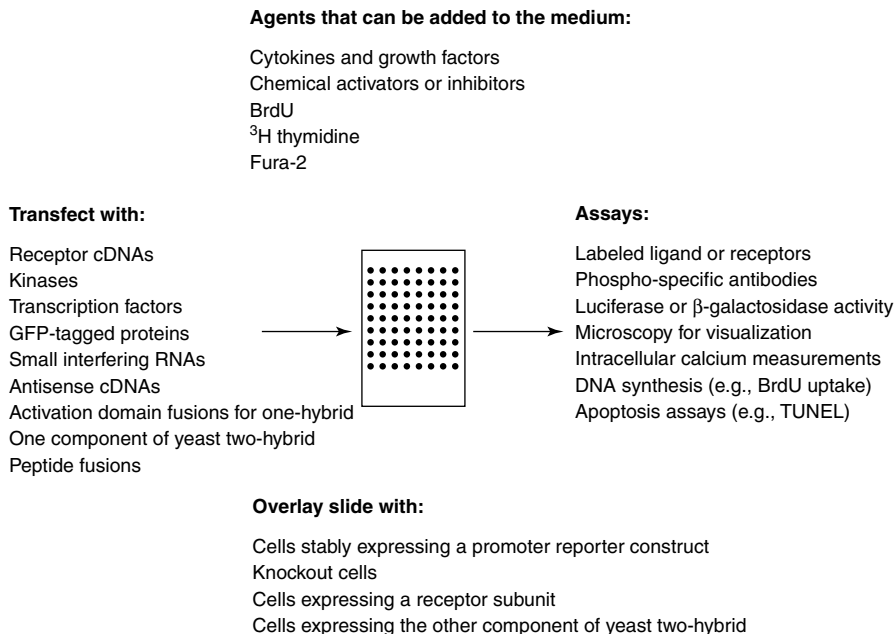 Agents that can be added to the medium:
Cytokines and growth factors
Chemical activators or inhibitors
BrdU
³H thymidine
Fura-2
Transfect with:
Receptor cDNAs
Kinases
Transcription factors
GFP-tagged proteins
Small interfering RNAs
Antisense cDNAs
Activation domain fusions for one-hybrid
One component of yeast two-hybrid
Peptide fusions
Assays:
Labeled ligand or receptors
Phospho-specific antibodies
Luciferase or β-galactosidase activity
Microscopy for visualization
Intracellular calcium measurements
DNA synthesis (e.g., BrdU uptake)
Apoptosis assays (e.g., TUNEL)
Overlay slide with:
Cells stably expressing a promoter reporter construct
Knockout cells
Cells expressing a receptor subunit
Cells expressing the other component of yeast two-hybrid